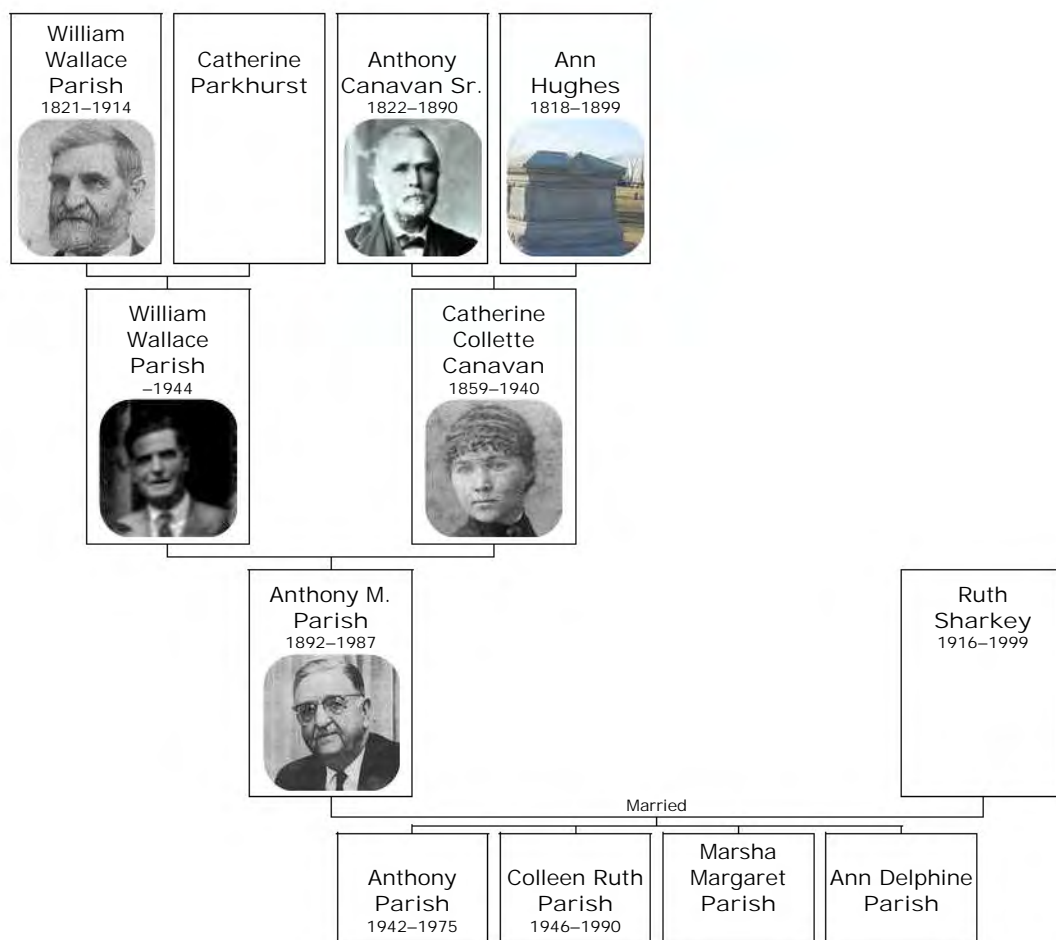 William
Wallace
Parish
1821–1914
Catherine
Parkhurst
Anthony
Canavan Sr.
1822–1890
Ann
Hughes
1818–1899
William
Wallace
Parish
–1944
Catherine
Collette
Canavan
1859–1940
Anthony M.
Parish
1892–1987
Ruth
Sharkey
1916–1999
Married
Anthony
Parish
1942–1975
Colleen Ruth
Parish
1946–1990
Marsha
Margaret
Parish
Ann Delphine
Parish